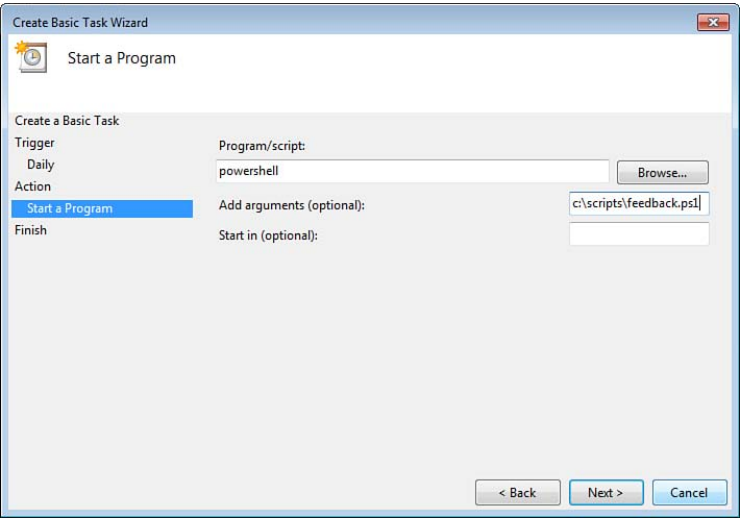 Create Basic Task Wizard
Start a Program
Create a Basic Task
Trigger
Daily
Action
Start a Program
Finish
Program/script:
powershell
Browse...
Add arguments (optional):
c:\scripts\feedback.ps1
Start in (optional):
< Back
Next >
Cancel